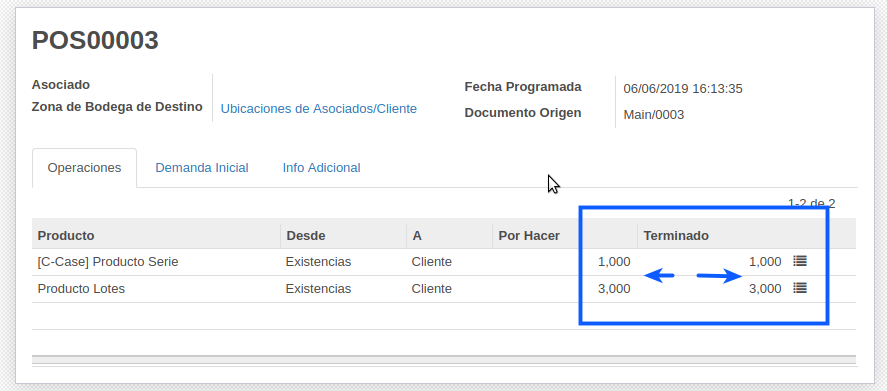 POS00003
Asociado
Zona de Bodega de Destino Ubicaciones de Asociados/Cliente
Fecha Programada 06/06/2019 16:13:35
Documento Origen Main/0003
Operaciones Demanda Inicial Info Adicional
1-2 de 2
Producto Desde A Por Hacer Terminado
[C-Case] Producto Serie Existencias Cliente 1,000 1,000
Producto Lotes Existencias Cliente 3,000 3,000